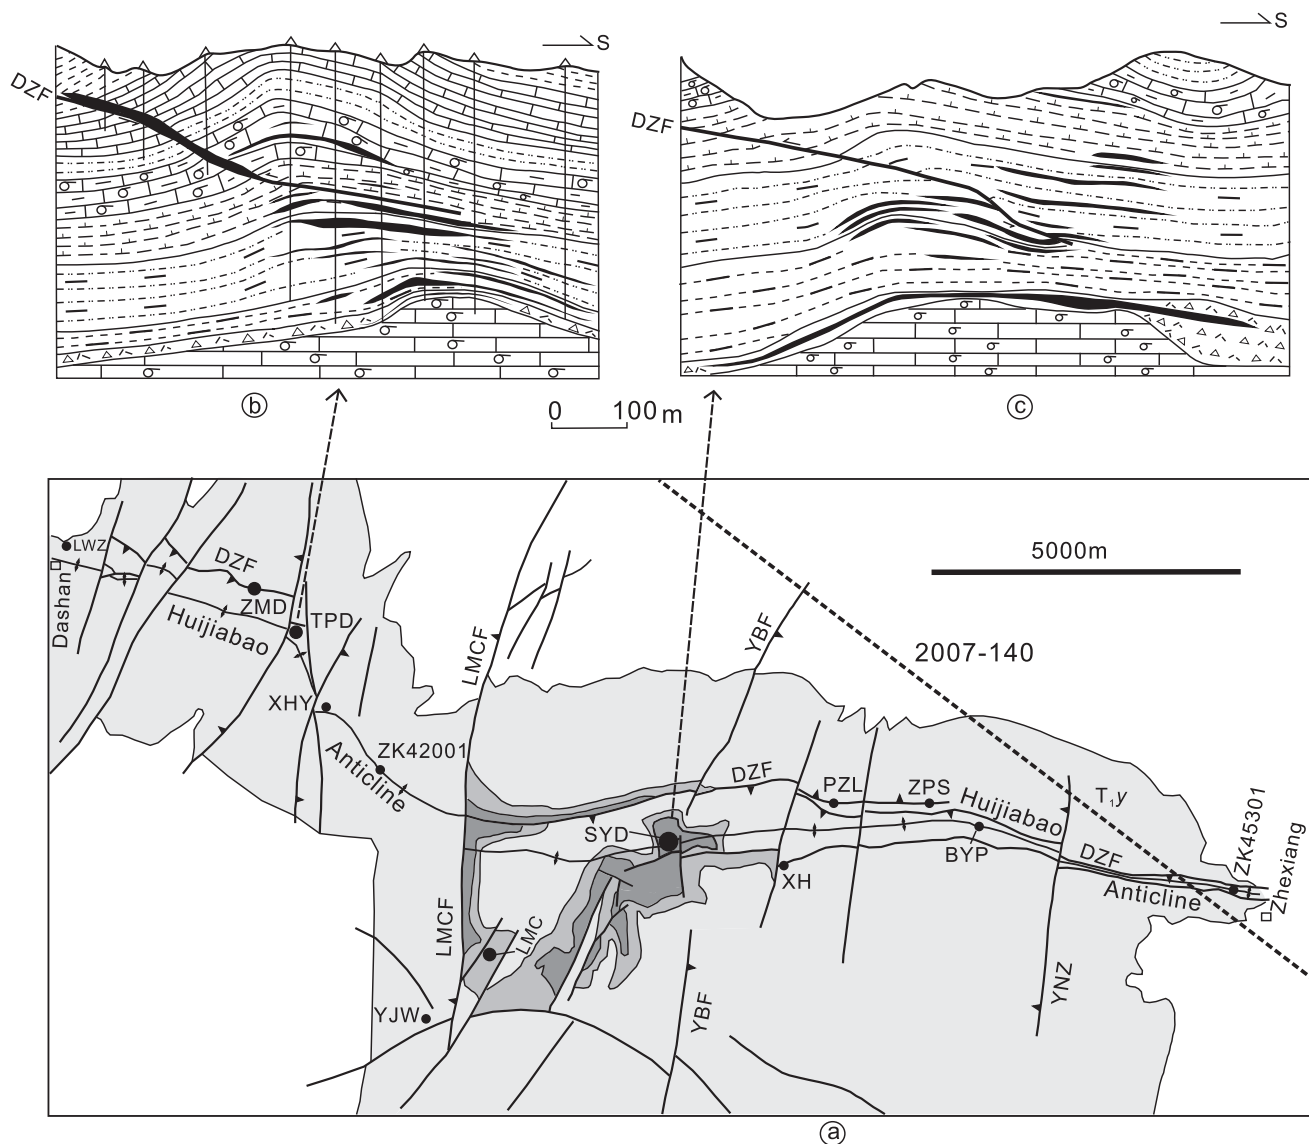 S
S
DZF
DZF
b
0 100m
c
5000m
LWZ
DZF
Dashan
ZMD
TPD
Huijiabao
LMCF
YBF
2007-140
XHY
ZK42001
Anticline
DZF
PZL
ZPS
Huijiabao
T₁y
ZK45301
SYD
BYP
DZF
XH
Anticline
Zhexiang
LMCF
LMC
YJW
YBF
YNZ
a